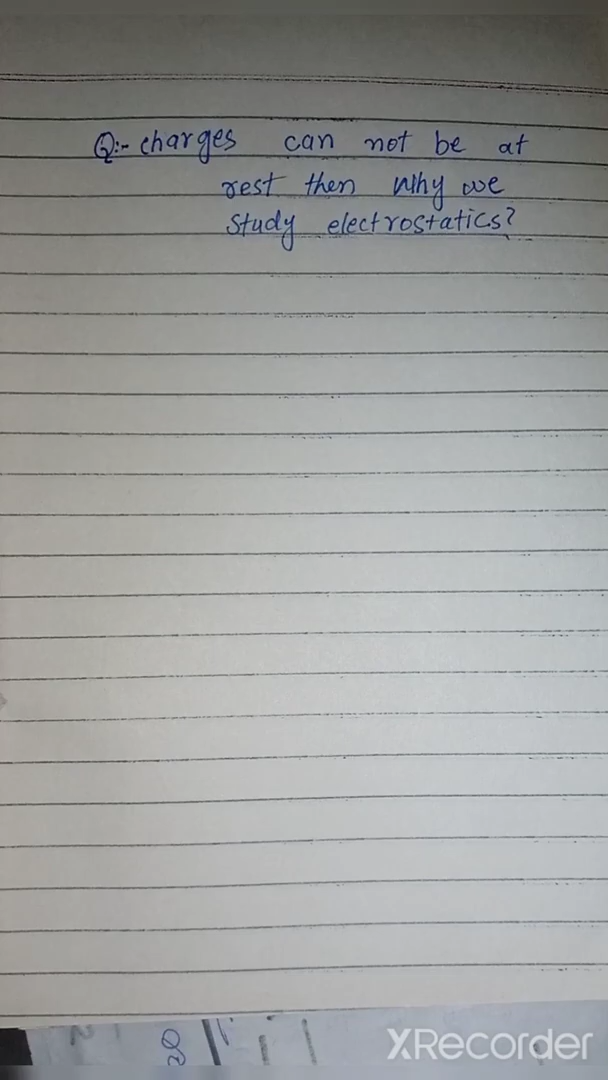 Q:- charges can not be at
rest then why we
study electrostatics?
XRecorder